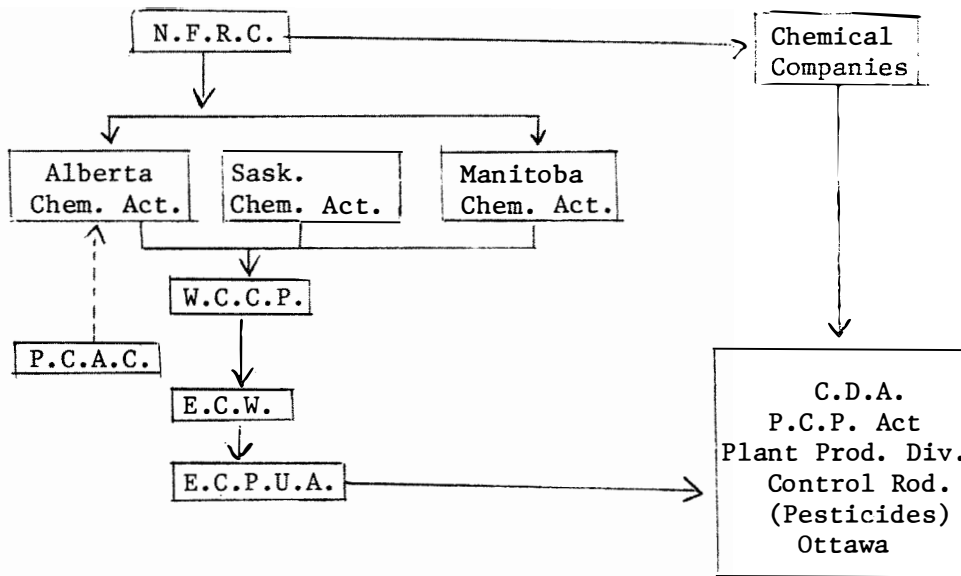 N.F.R.C.
Chemical
Companies
Alberta
Chem. Act.
Sask.
Chem. Act.
Manitoba
Chem. Act.
W.C.C.P.
P.C.A.C.
E.C.W.
E.C.P.U.A.
C.D.A.
P.C.P. Act
Plant Prod. Div.
Control Rod.
(Pesticides)
Ottawa